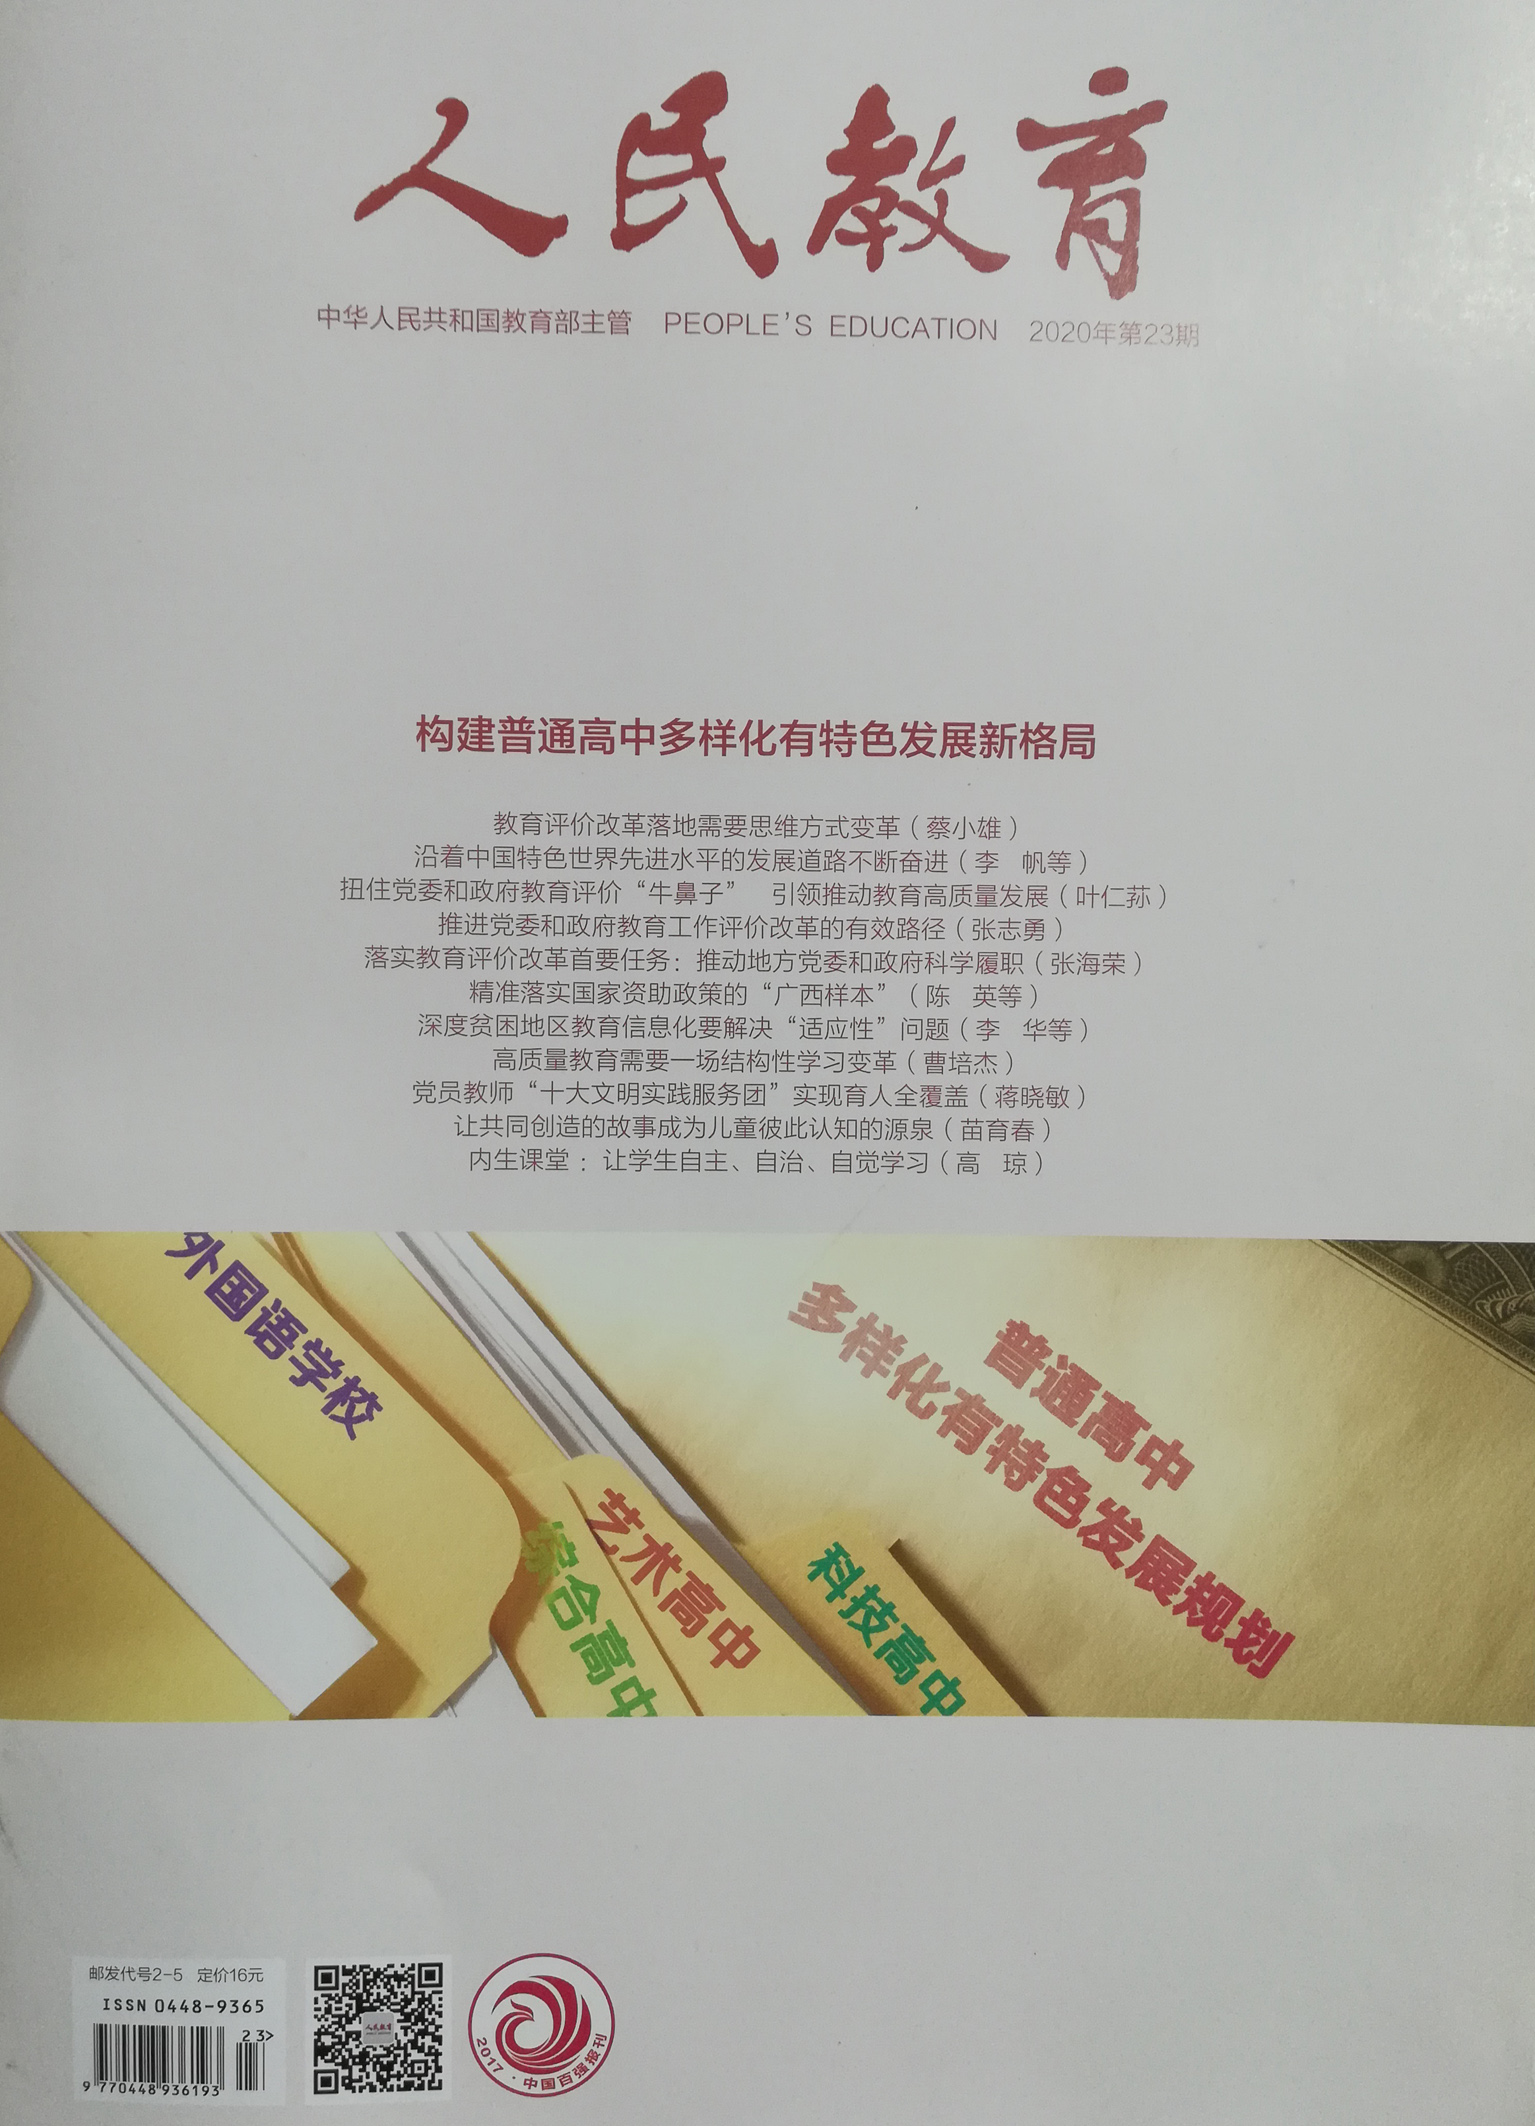 人民教育
中华人民共和国教育部主管 PEOPLE'S EDUCATION 2020年第23期
构建普通高中多样化有特色发展新格局
教育评价改革落地需要思维方式变革（蔡小雄）
沿着中国特色世界先进水平的发展道路不断奋进（李 帆等）
扭住党委和政府教育评价“牛鼻子” 引领推动教育高质量发展（叶仁荪）
推进党委和政府教育工作评价改革的有效路径（张志勇）
落实教育评价改革首要任务：推动地方党委和政府科学履职（张海荣）
精准落实国家资助政策的“广西样本”（陈 英等）
深度贫困地区教育信息化要解决“适应性”问题（李 华等）
高质量教育需要一场结构性学习变革（曹培杰）
党员教师“十大文明实践服务团”实现育人全覆盖（蒋晓敏）
让共同创造的故事成为儿童彼此认知的源泉（苗育春）
内生课堂：让学生自主、自治、自觉学习（高 琼）
外国语学校
普通高中
多样化有特色发展规划
艺术高中
综合高中
科技高中
邮发代号2-5 定价16元
ISSN 0448-9365
23>
9 770448 936193
人民教育
2017·中国百强报刊